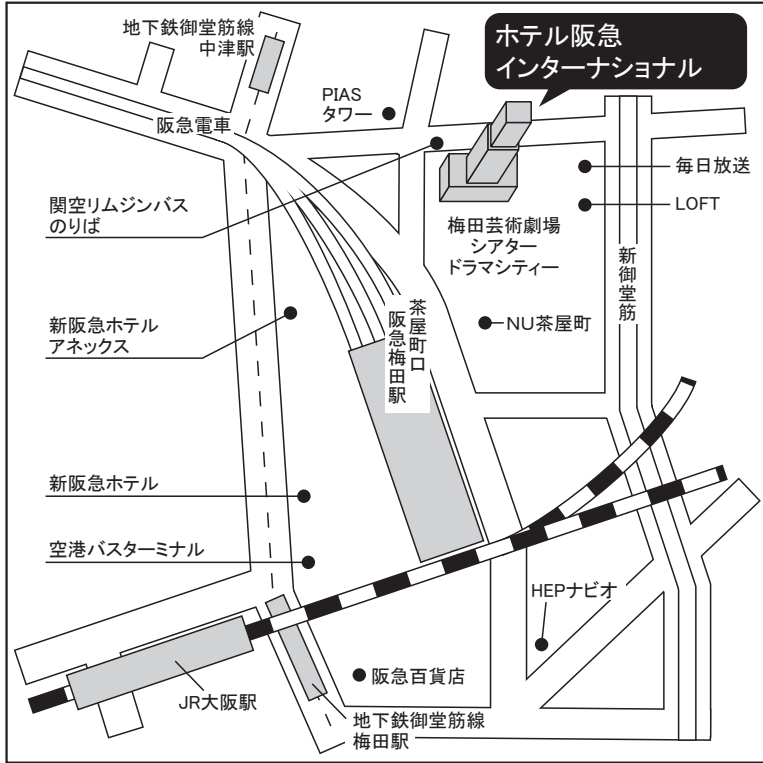 地下鉄御堂筋線
中津駅
ホテル阪急
インターナショナル
PIAS
タワー
阪急電車
毎日放送
関空リムジンバス
のりば
LOFT
梅田芸術劇場
シアター
ドラマシティー
新御堂筋
新阪急ホテル
アネックス
茶屋町口
阪急梅田駅
NU茶屋町
新阪急ホテル
空港バスターミナル
HEPナビオ
阪急百貨店
JR大阪駅
地下鉄御堂筋線
梅田駅